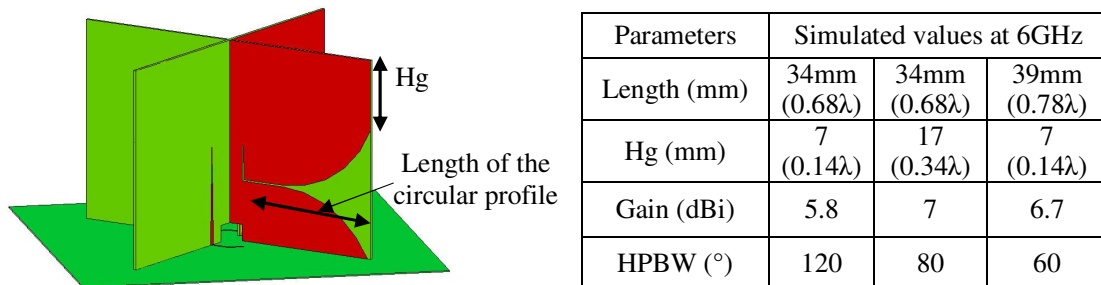 Hg
Length of the
circular profile
Parameters Simulated values at 6GHz
Length (mm) 34mm (0.68λ) 34mm (0.68λ) 39mm (0.78λ)
Hg (mm) 7 (0.14λ) 17 (0.34λ) 7 (0.14λ)
Gain (dBi) 5.8 7 6.7
HPBW (°) 120 80 60